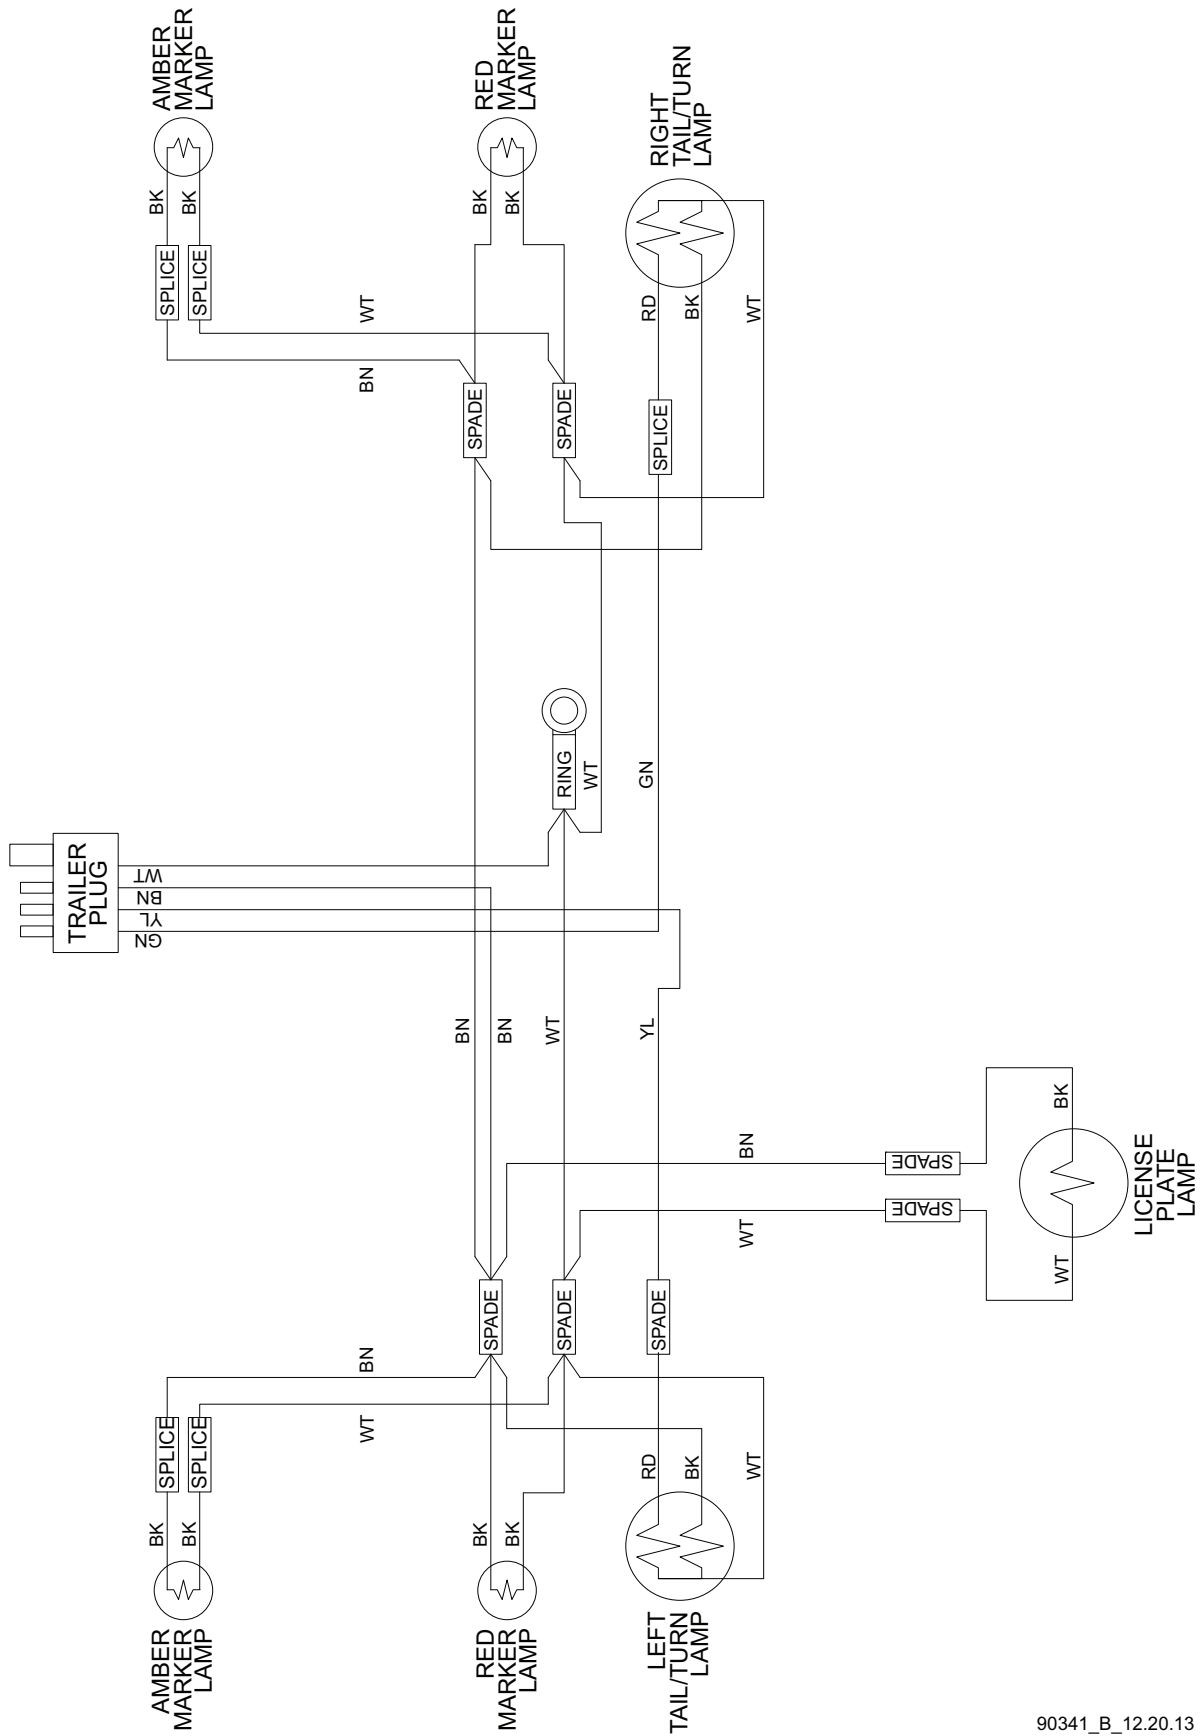 AMBER
MARKER
LAMP
RED
MARKER
LAMP
RIGHT
TAIL/TURN
LAMP
BK
BK
SPLICE
SPLICE
WT
BN
BK
BK
SPADE
SPADE
RD
BK
WT
SPLICE
RING
WT
GN
TRAILER
PLUG
WT
BN
YL
GN
BN
BN
WT
YL
BN
WT
SPADE
SPADE
BK
WT
LICENSE
PLATE
LAMP
SPADE
SPADE
SPADE
BN
WT
SPLICE
SPLICE
BK
BK
BK
BK
RD
BK
WT
AMBER
MARKER
LAMP
RED
MARKER
LAMP
LEFT
TAIL/TURN
LAMP
90341_B_12.20.13